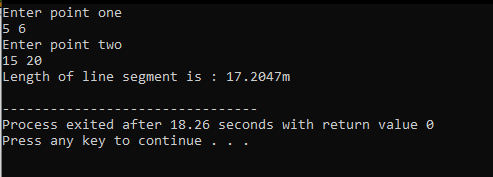 Enter point one
5 6
Enter point two
15 20
Length of line segment is : 17.2047m
--------------------------------
Process exited after 18.26 seconds with return value 0
Press any key to continue . . .